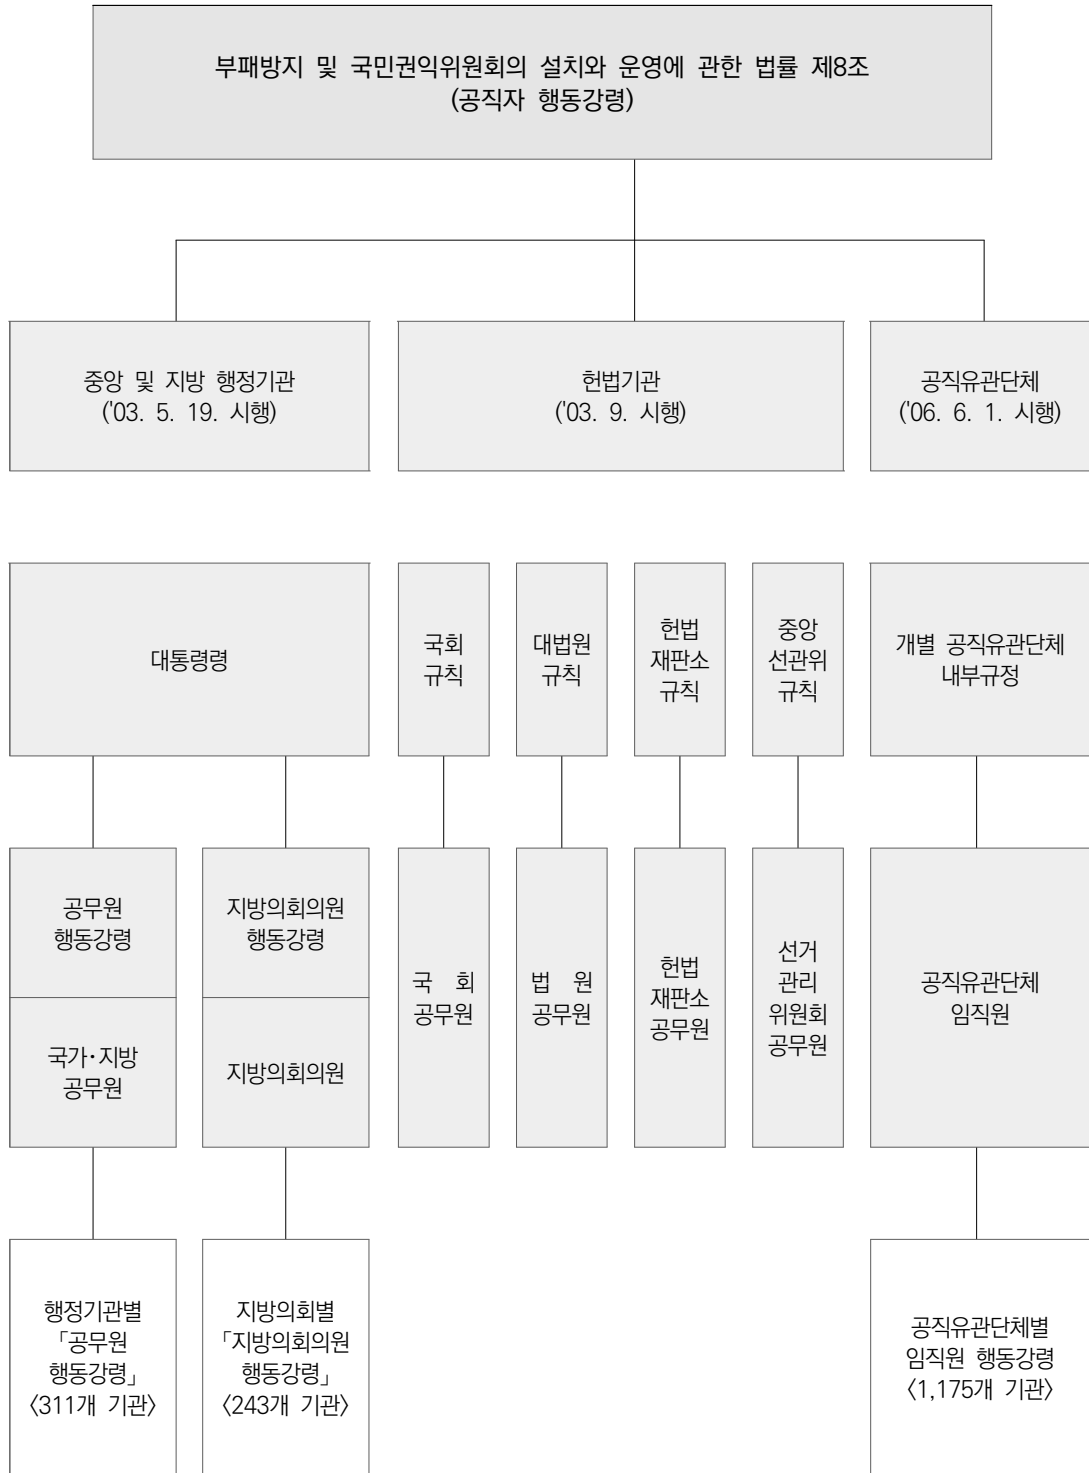 부패방지 및 국민권익위원회의 설치와 운영에 관한 법률 제8조
(공직자 행동강령)
중앙 및 지방 행정기관
('03. 5. 19. 시행)
헌법기관
('03. 9. 시행)
공직유관단체
('06. 6. 1. 시행)
대통령령
국회
규칙
대법원
규칙
헌법
재판소
규칙
중앙
선관위
규칙
개별 공직유관단체
내부규정
공무원
행동강령
국가·지방
공무원
지방의회의원
행동강령
지방의회의원
국 회
공무원
법 원
공무원
헌법
재판소
공무원
선거
관리
위원회
공무원
공직유관단체
임직원
행정기관별
「공무원
행동강령」
〈311개 기관〉
지방의회별
「지방의회의원
행동강령」
〈243개 기관〉
공직유관단체별
임직원 행동강령
〈1,175개 기관〉